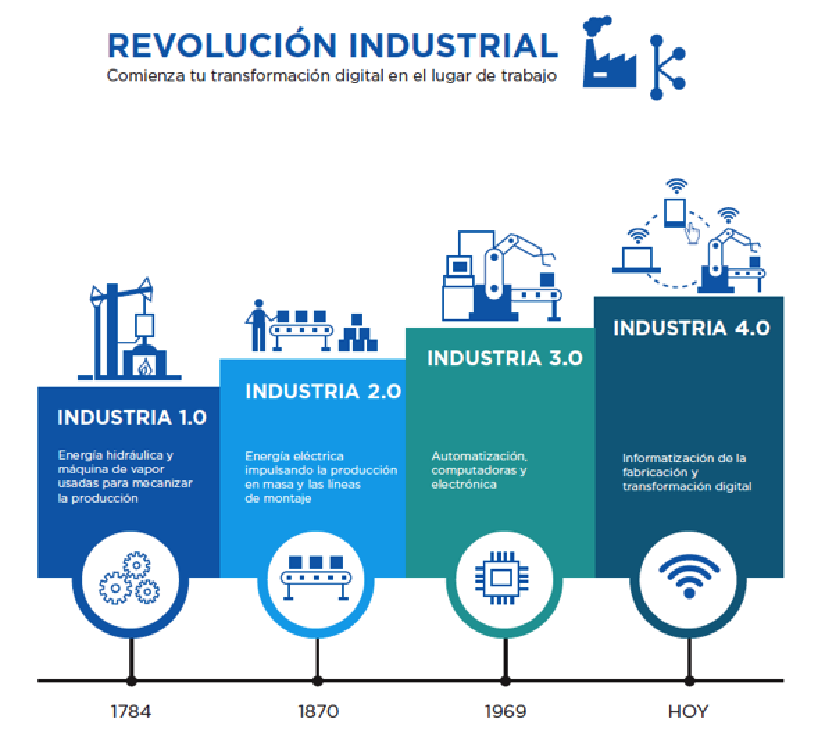 REVOLUCIÓN INDUSTRIAL
Comienza tu transformación digital en el lugar de trabajo
INDUSTRIA 1.0
Energía hidráulica y
máquina de vapor
usadas para mecanizar
la producción
INDUSTRIA 2.0
Energía eléctrica
impulsando la producción
en masa y las líneas
de montaje
INDUSTRIA 3.0
Automatización,
computadoras y
electrónica
INDUSTRIA 4.0
Informatización de la
fabricación y
transformación digital
1784
1870
1969
HOY